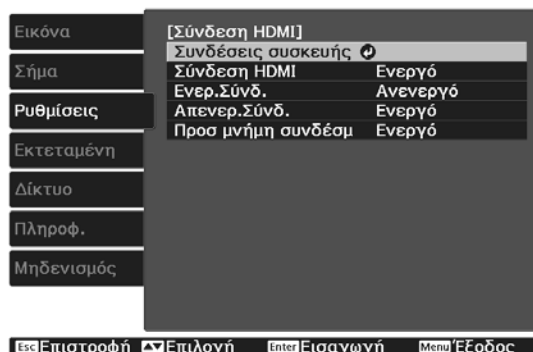 Εικόνα
Σήμα
Ρυθμίσεις
Εκτεταμένη
Δίκτυο
Πληροφ.
Μηδενισμός
[Σύνδεση HDMI]
Συνδέσεις συσκευής
Σύνδεση HDMI Ενεργό
Ενερ.Σύνδ. Ανενεργό
Απενερ.Σύνδ. Ενεργό
Προσ μνήμη συνδέσμ Ενεργό
Esc Επιστροφή Επιλογή Enter Εισαγωγή Menu Έξοδος